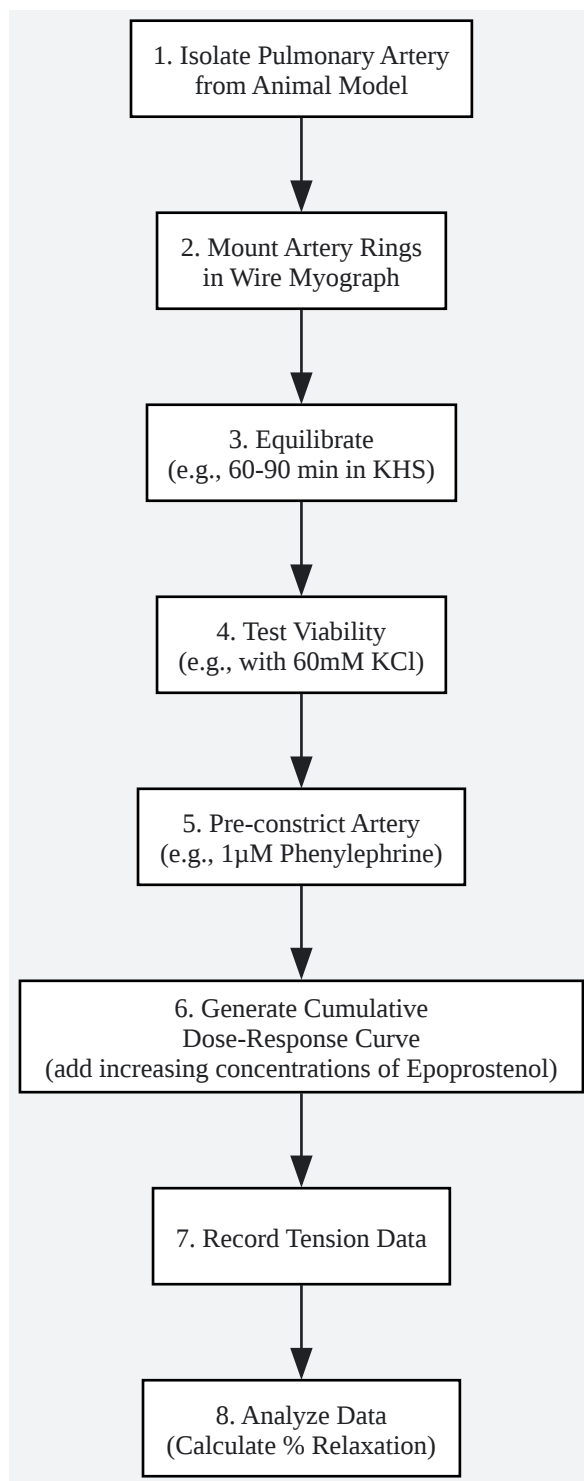 1. Isolate Pulmonary Artery
from Animal Model
2. Mount Artery Rings
in Wire Myograph
3. Equilibrate
(e.g., 60-90 min in KHS)
4. Test Viability
(e.g., with 60mM KCl)
5. Pre-constrict Artery
(e.g., 1µM Phenylephrine)
6. Generate Cumulative
Dose-Response Curve
(add increasing concentrations of Epoprostenol)
7. Record Tension Data
8. Analyze Data
(Calculate % Relaxation)